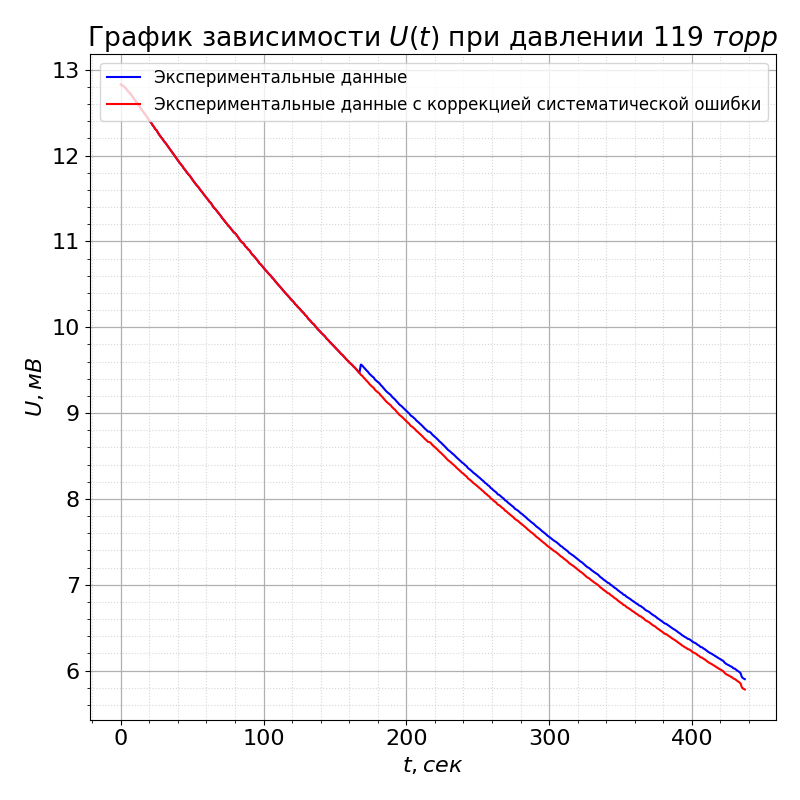 График зависимости U(t) при давлении 119 торр
Экспериментальные данные
Экспериментальные данные с коррекцией систематической ошибки
13
12
11
10
9
8
7
6
U, мВ
0 100 200 300 400
t, сек